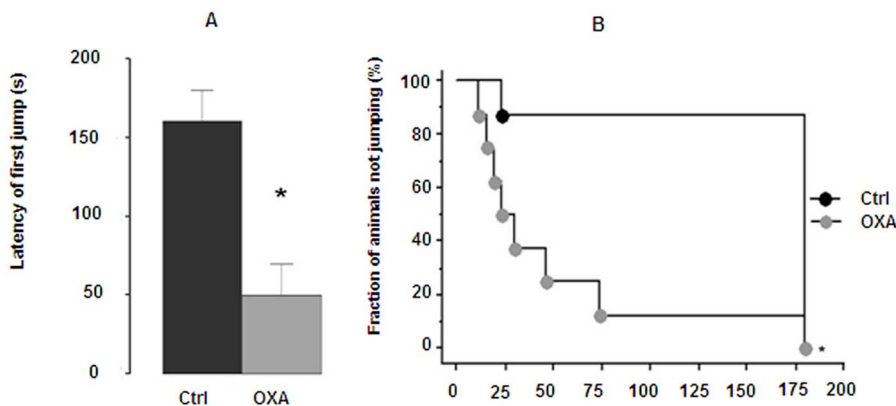 A
Latency of first jump (s)
200
150
100
50
0
*
Ctrl
OXA
B
Fraction of animals not jumping (%)
100
80
60
40
20
0
*
0
25
50
75
100
125
150
175
200
Ctrl
OXA